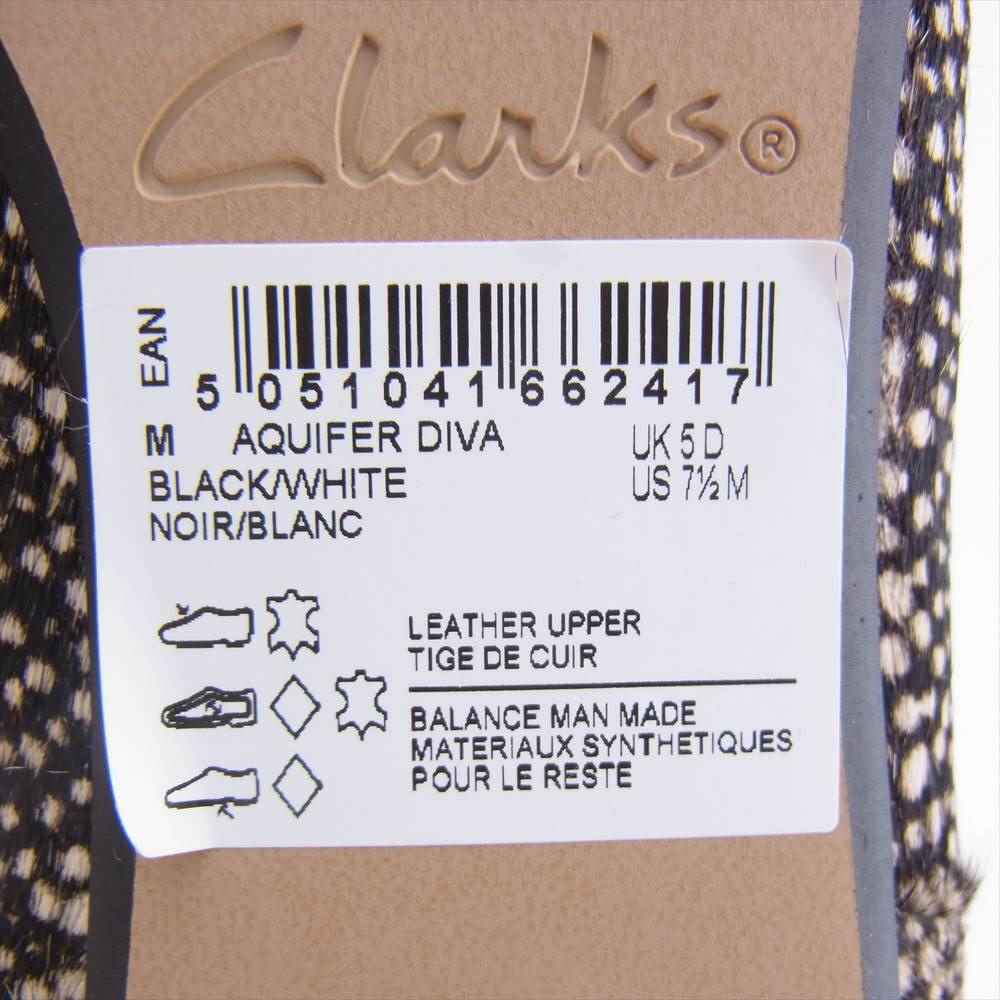 Clarks®
EAN
5 051041 662417
M AQUIFER DIVA UK 5 D
BLACK/WHITE US 7½ M
NOIR/BLANC
LEATHER UPPER
TIGE DE CUIR
BALANCE MAN MADE
MATERIAUX SYNTHETIQUES
POUR LE RESTE